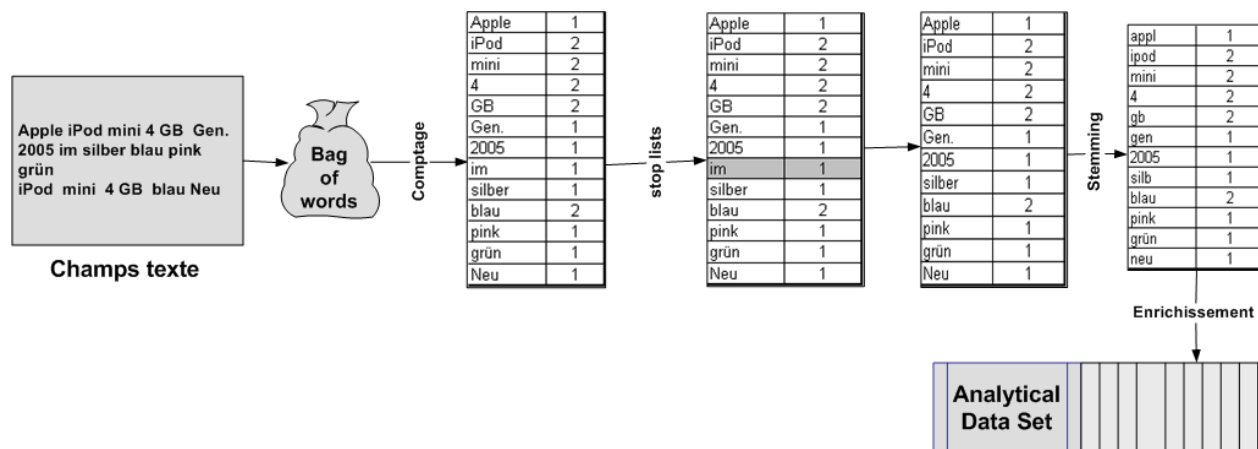 Apple iPod mini 4 GB Gen.
2005 im silber blau pink
grün
iPod mini 4 GB blau Neu
Champs texte
Bag
of
words
Comptage
Apple 1
iPod 2
mini 2
4 2
GB 2
Gen. 1
2005 1
im 1
silber 1
blau 2
pink 1
grün 1
Neu 1
stop lists
Apple 1
iPod 2
mini 2
4 2
GB 2
Gen. 1
2005 1
im 1
silber 1
blau 2
pink 1
grün 1
Neu 1
Apple 1
iPod 2
mini 2
4 2
GB 2
Gen. 1
2005 1
silber 1
blau 2
pink 1
grün 1
Neu 1
Stemming
appl 1
ipod 2
mini 2
4 2
gb 2
gen 1
2005 1
silb 1
blau 2
pink 1
grün 1
neu 1
Enrichissement
Analytical
Data Set